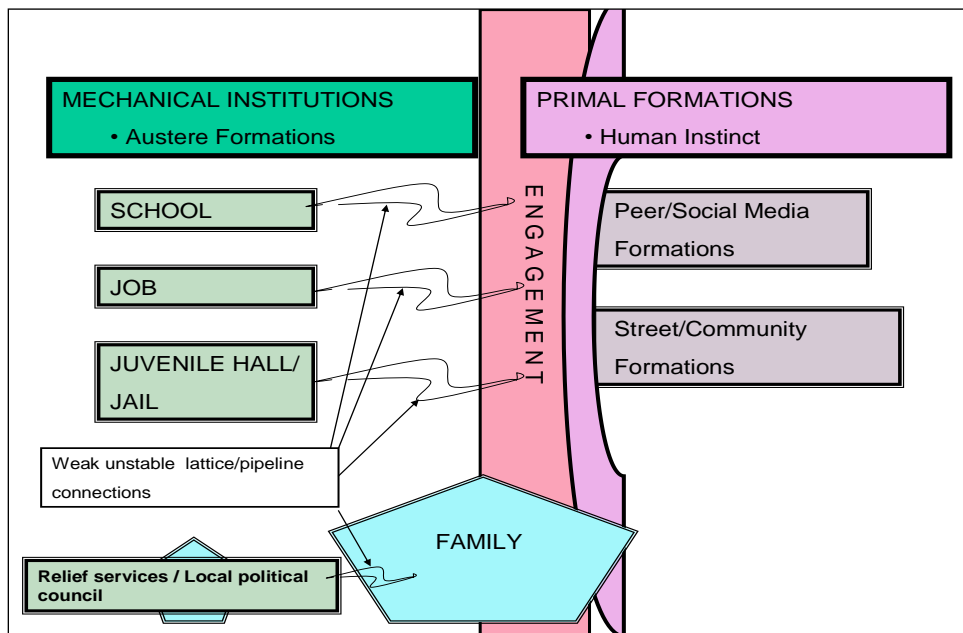 MECHANICAL INSTITUTIONS
• Austere Formations
PRIMAL FORMATIONS
• Human Instinct
SCHOOL
JOB
JUVENILE HALL/
JAIL
Weak unstable lattice/pipeline
connections
Relief services / Local political
council
ENGAGEMENT
Peer/Social Media
Formations
Street/Community
Formations
FAMILY